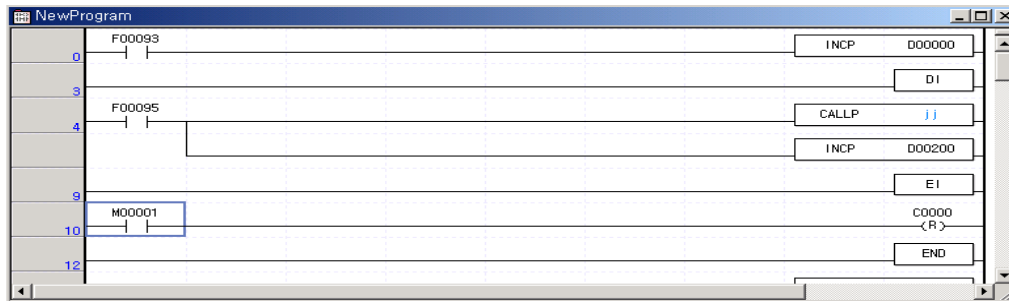 NewProgram
F00093
0
INCP D00000
3
DI
F00095
4
CALLP jj
INCP D00200
9
EI
M00001
C0000
10
(R)
12
END